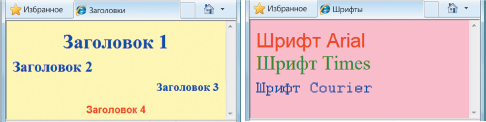 Избранное Заголовки
Заголовок 1
Заголовок 2
Заголовок 3
Заголовок 4
Избранное Шрифты
Шрифт Arial
Шрифт Times
Шрифт Courier